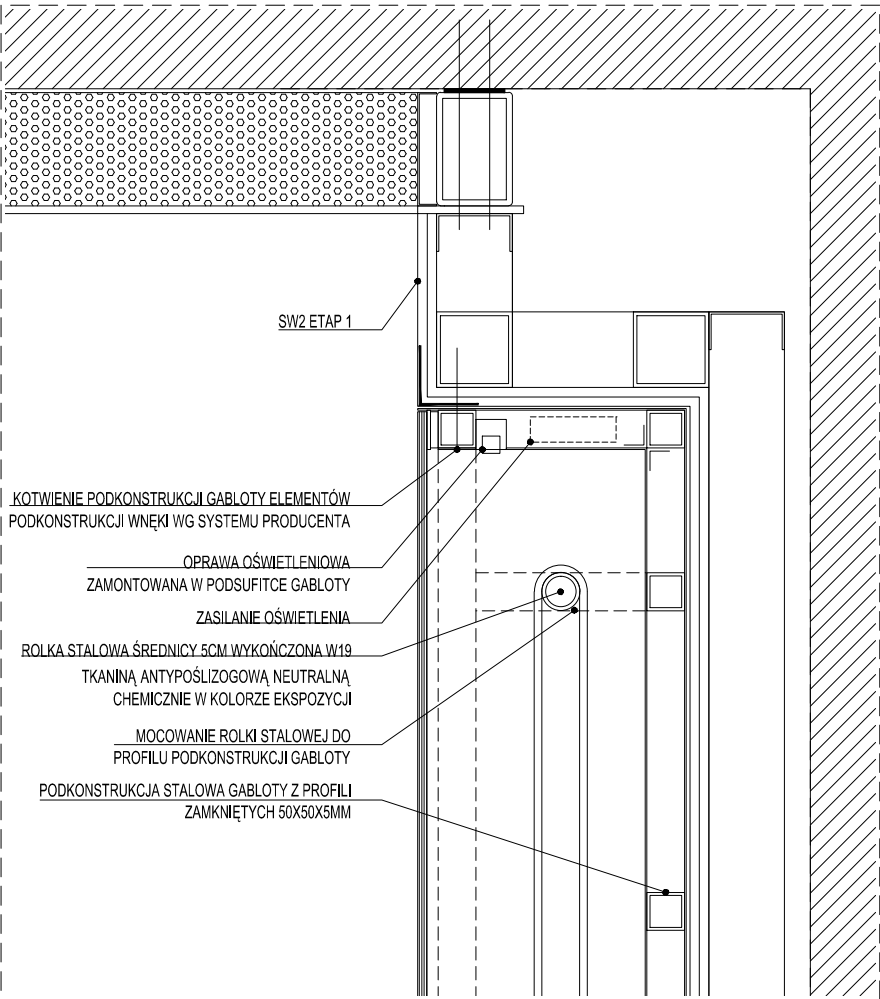 SW2 ETAP 1
KOTWIENIE PODKONSTRUKCJI GABLOTY ELEMENTÓW
PODKONSTRUKCJI WNĘKI WG SYSTEMU PRODUCENTA
OPRAWA OŚWIETLENIOWA
ZAMONTOWANA W PODSUFITCE GABLOTY
ZASILANIE OŚWIETLENIA
ROLKA STALOWA ŚREDNICY 5CM WYKOŃCZONA W19
TKANINĄ ANTYPOŚLIZOGOWĄ NEUTRALNĄ
CHEMICZNIE W KOLORZE EKSPOZYCJI
MOCOWANIE ROLKI STALOWEJ DO
PROFILU PODKONSTRUKCJI GABLOTY
PODKONSTRUKCJA STALOWA GABLOTY Z PROFILI
ZAMKNIĘTYCH 50X50X5MM